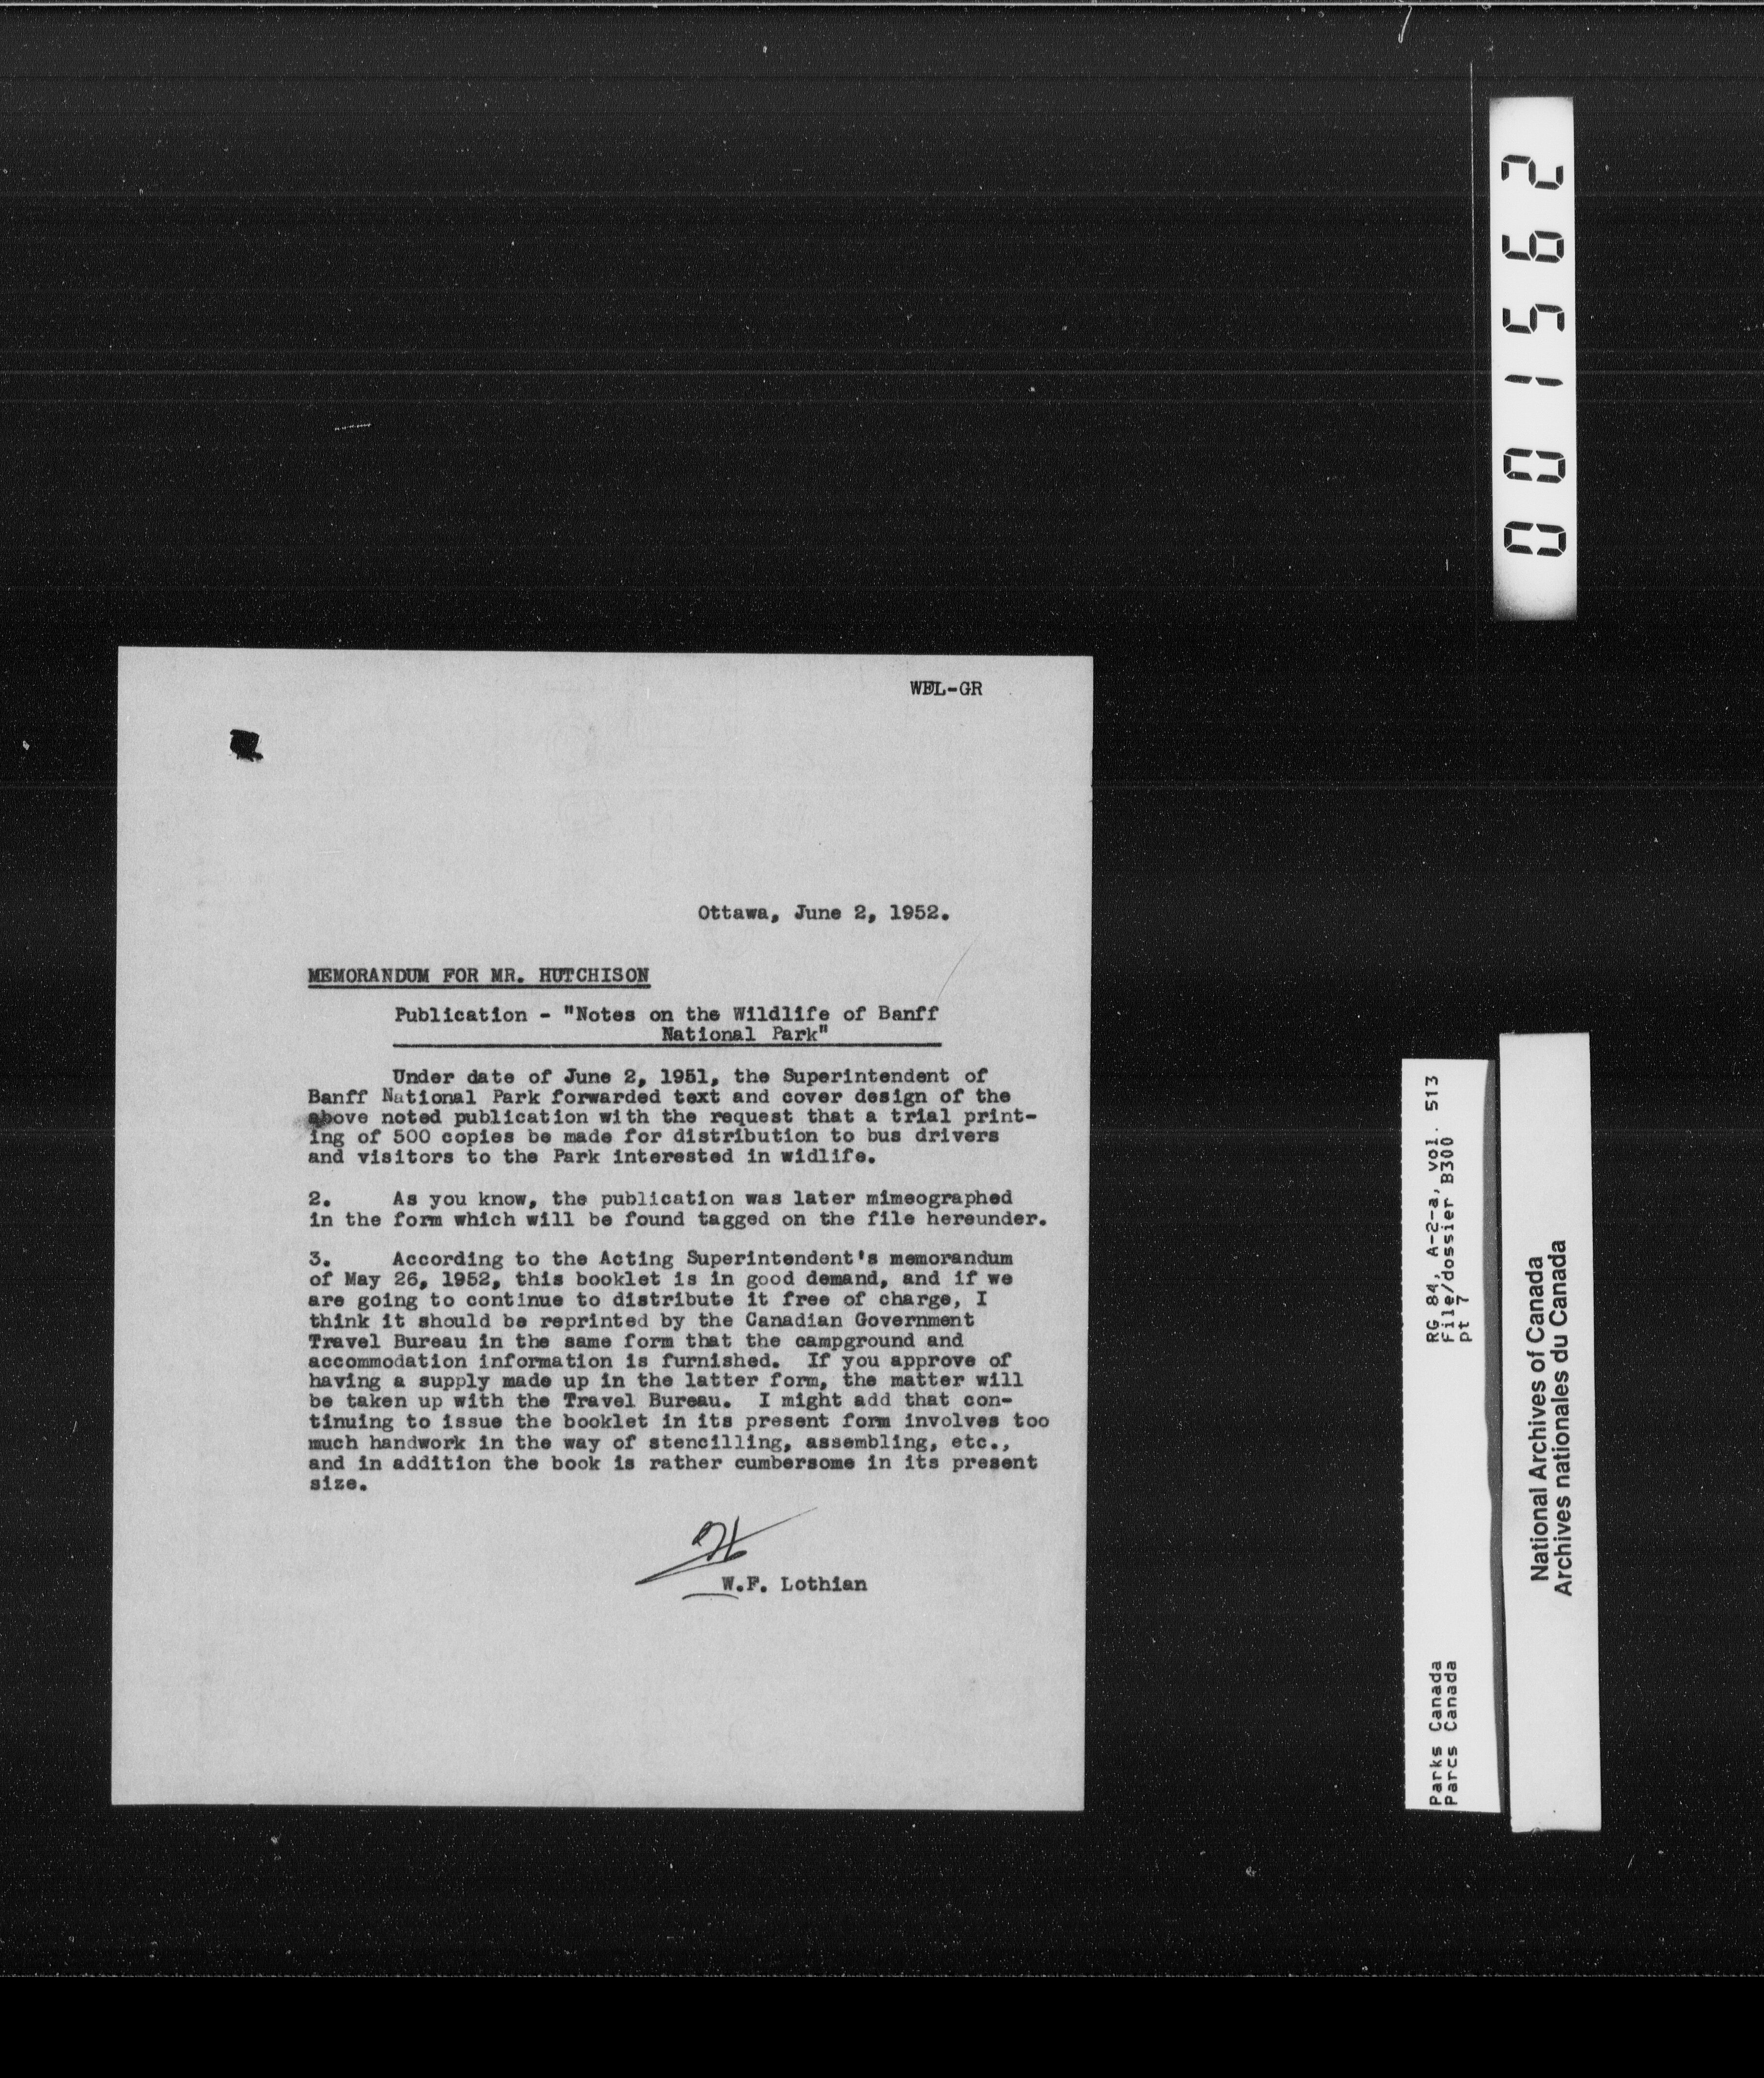 WFL-GR
Ottawa, June 2, 1952.
MEMORANDUM FOR MR. HUTCHISON
Publication - "Notes on the Wildlife of Banff
National Park"
Under date of June 2, 1951, the Superintendent of
Banff National Park forwarded text and cover design of the
above noted publication with the request that a trial print-
ing of 500 copies be made for distribution to bus drivers
and visitors to the Park interested in widlife.
2. As you know, the publication was later mimeographed
in the form which will be found tagged on the file hereunder.
3. According to the Acting Superintendent's memorandum
of May 26, 1952, this booklet is in good demand, and if we
are going to continue to distribute it free of charge, I
think it should be reprinted by the Canadian Government
Travel Bureau in the same form that the campground and
accommodation information is furnished. If you approve of
having a supply made up in the latter form, the matter will
be taken up with the Travel Bureau. I might add that con-
tinuing to issue the booklet in its present form involves too
much handwork in the way of stencilling, assembling, etc.,
and in addition the book is rather cumbersome in its present
size.
W.F. Lothian
001562
Parks Canada RG 84, A-2-a, vol. 513
Parcs Canada File/dossier B300
pt 7
National Archives of Canada
Archives nationales du Canada